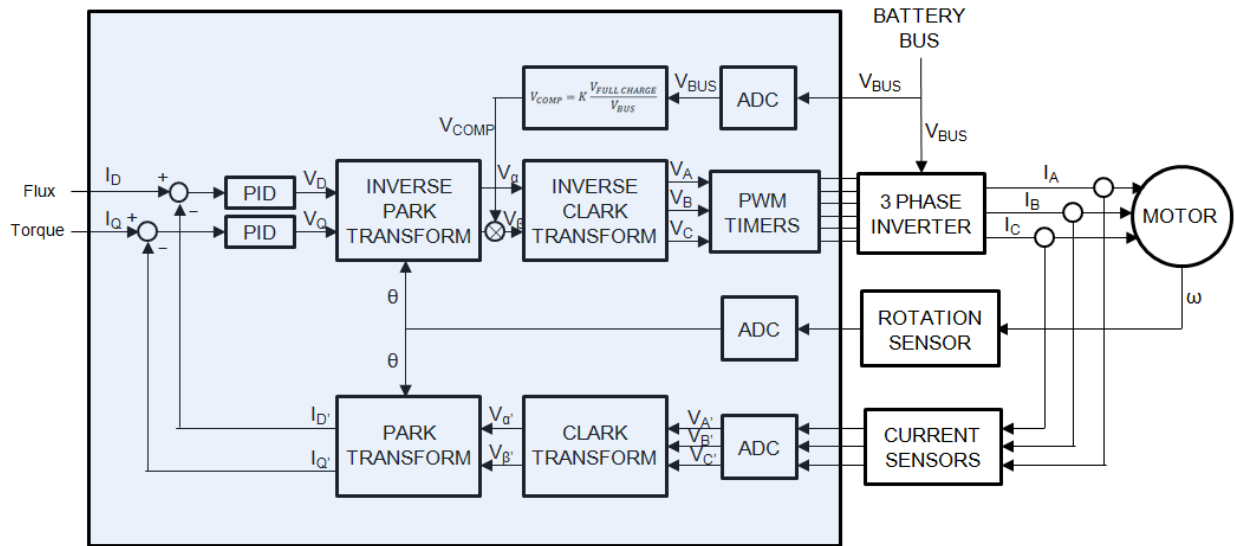 BATTERY
BUS
V_COMP = K V_FULL CHARGE / V_BUS
V_BUS
ADC
V_BUS
V_COMP
V_BUS
Flux
I_D
+
−
PID
V_D
INVERSE
PARK
TRANSFORM
V_α
INVERSE
CLARK
TRANSFORM
V_A
V_B
V_C
PWM
TIMERS
3 PHASE
INVERTER
I_A
I_B
I_C
MOTOR
Torque
I_Q
+
−
PID
V_Q
V_β
θ
ADC
ROTATION
SENSOR
ω
θ
I_D'
I_Q'
PARK
TRANSFORM
V_α'
V_β'
CLARK
TRANSFORM
V_A'
V_B'
V_C'
ADC
CURRENT
SENSORS